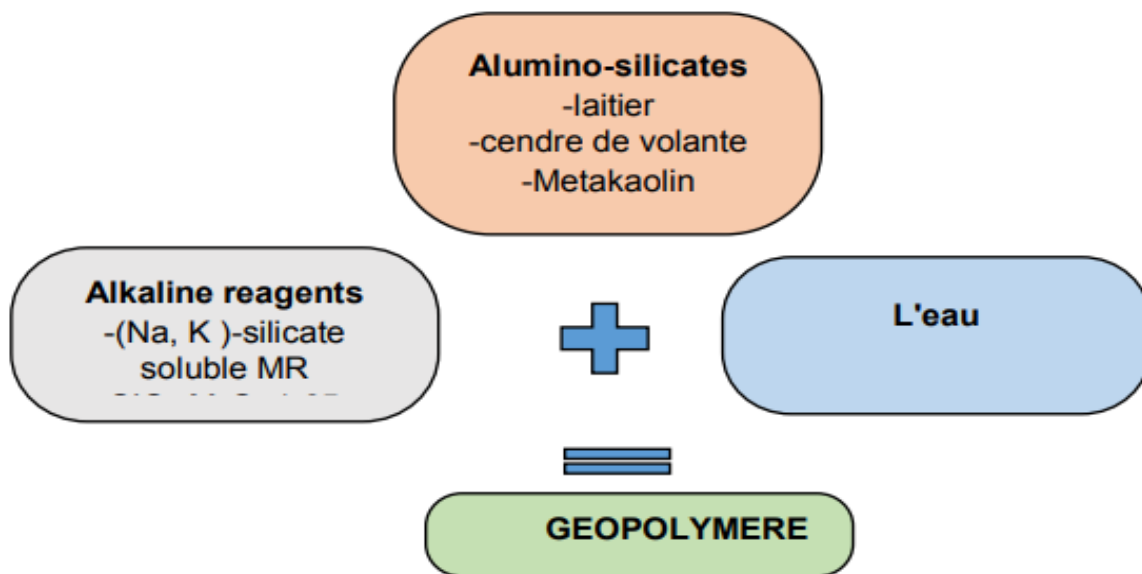 Alumino-silicates
-laitier
-cendre de volante
-Metakaolin
Alkaline reagents
-(Na, K )-silicate
soluble MR
L'eau
GEOPOLYMERE